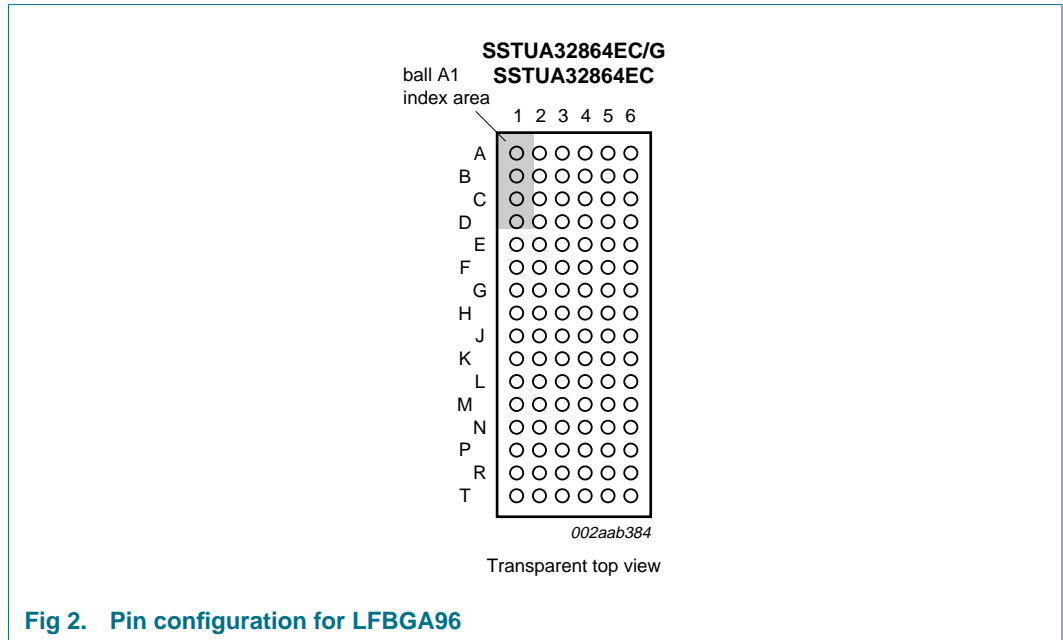 SSTUA32864EC/G
SSTUA32864EC
ball A1
index area
1 2 3 4 5 6
A
B
C
D
E
F
G
H
J
K
L
M
N
P
R
T
002aab384
Transparent top view
Fig 2. Pin configuration for LFBGA96